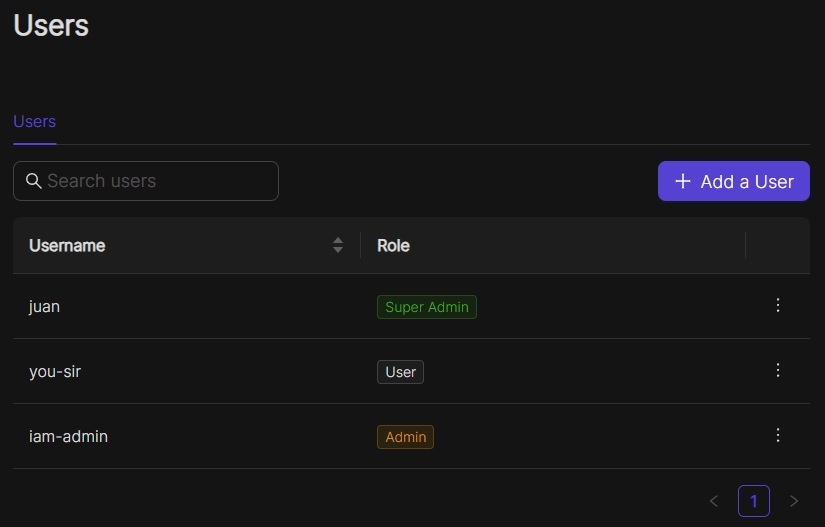 Users
Users
Search users
Add a User
Username Role
juan Super Admin
you-sir User
iam-admin Admin
1